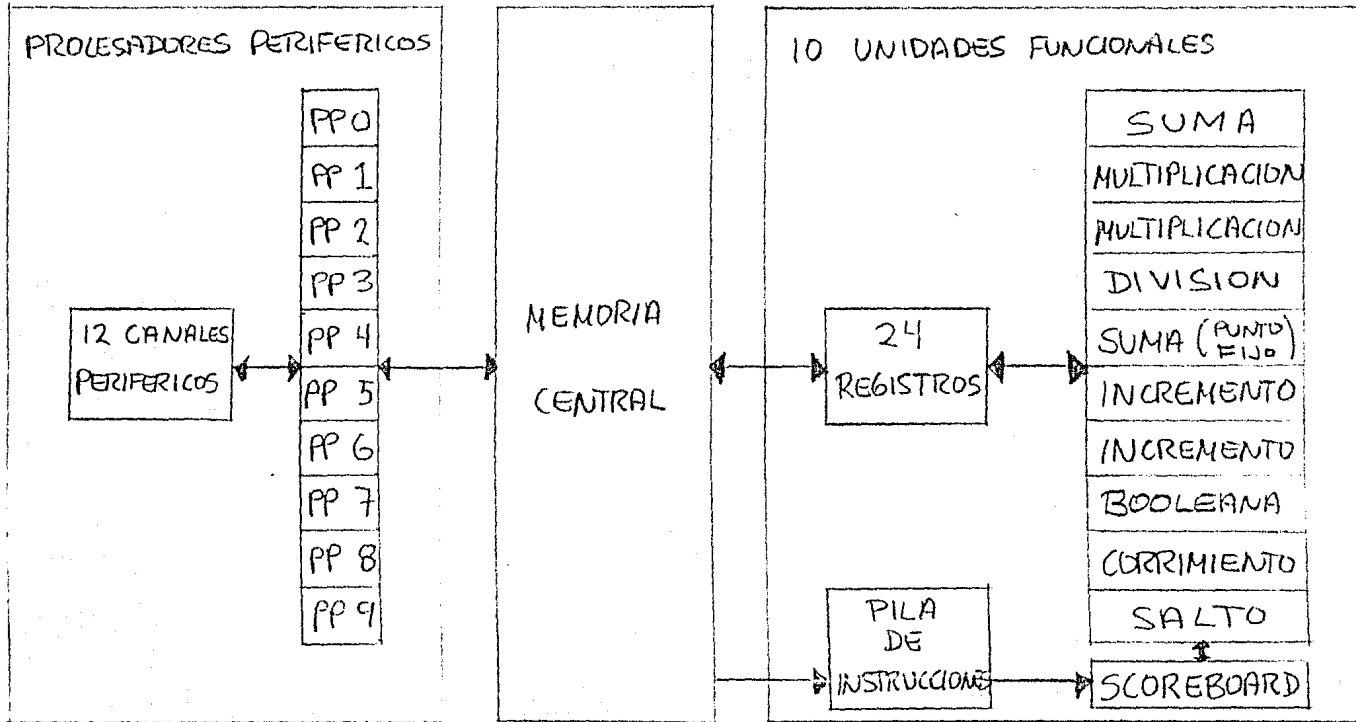 PROCESADORES PERIFERICOS
PP 0
PP 1
PP 2
PP 3
PP 4
PP 5
PP 6
PP 7
PP 8
PP 9
12 CANALES
PERIFERICOS
MEMORIA
CENTRAL
10 UNIDADES FUNCIONALES
24
REGISTROS
PILA
DE
INSTRUCCIONES
SUMA
MULTIPLICACION
MULTIPLICACION
DIVISION
SUMA (PUNTO FIJO)
INCREMENTO
INCREMENTO
BOOLEANA
CORRIMIENTO
SALTO
SCOREBOARD